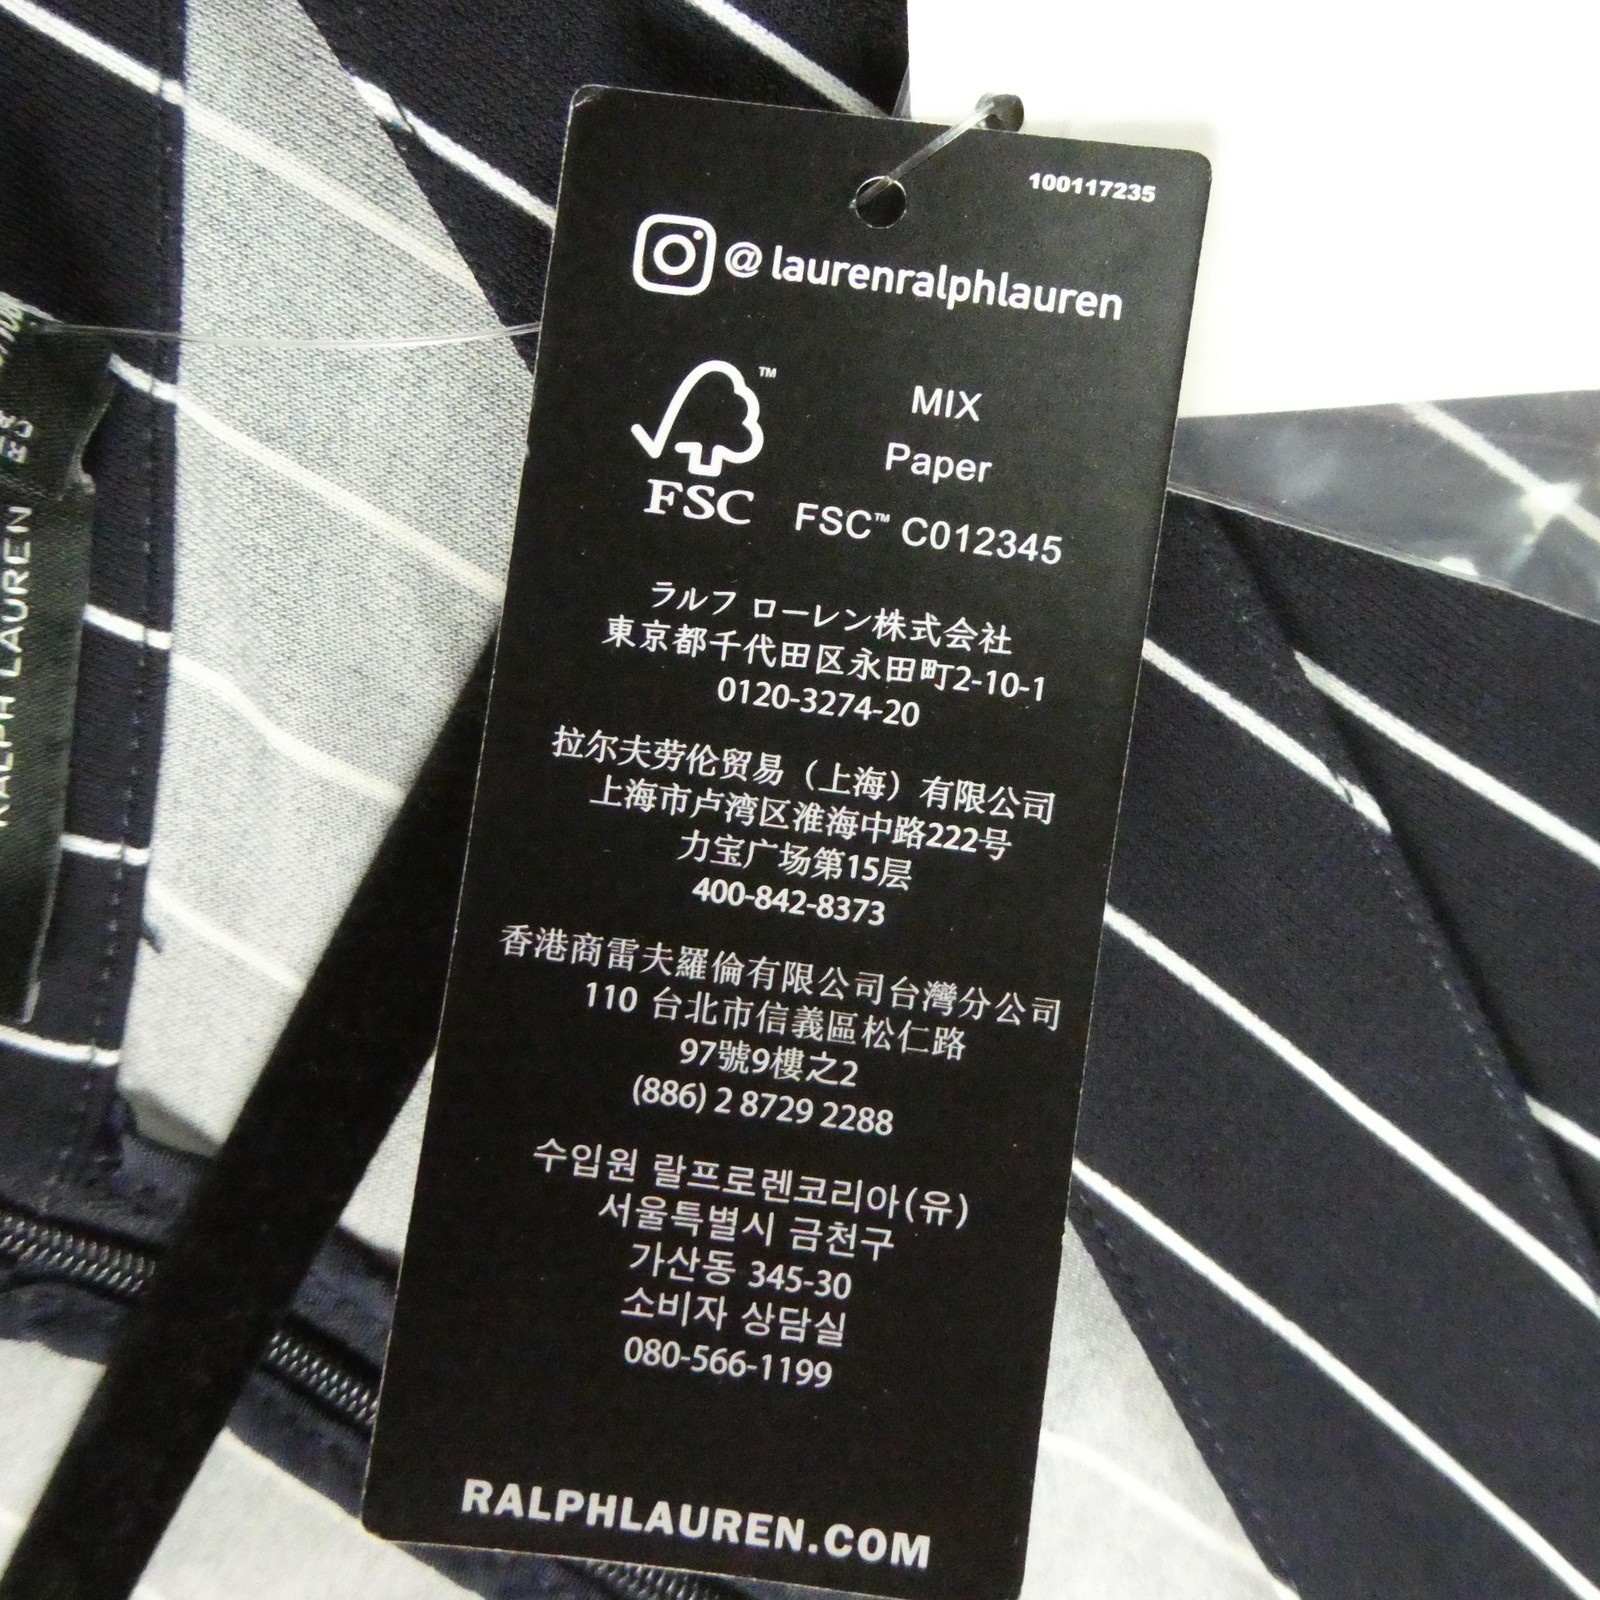 100117235
@laurenralphlauren
MIX
Paper
FSC™ C012345
™
FSC
ラルフ ローレン株式会社
東京都千代田区永田町2-10-1
0120-3274-20
拉尔夫劳伦贸易（上海）有限公司
上海市卢湾区淮海中路222号
力宝广场第15层
400-842-8373
香港商雷夫羅倫有限公司台灣分公司
110 台北市信義區松仁路
97號9樓之2
(886) 2 8729 2288
수입원 랄프로렌코리아(유)
서울특별시 금천구
가산동 345-30
소비자 상담실
080-566-1199
RALPHLAUREN.COM
RALPH LAUREN